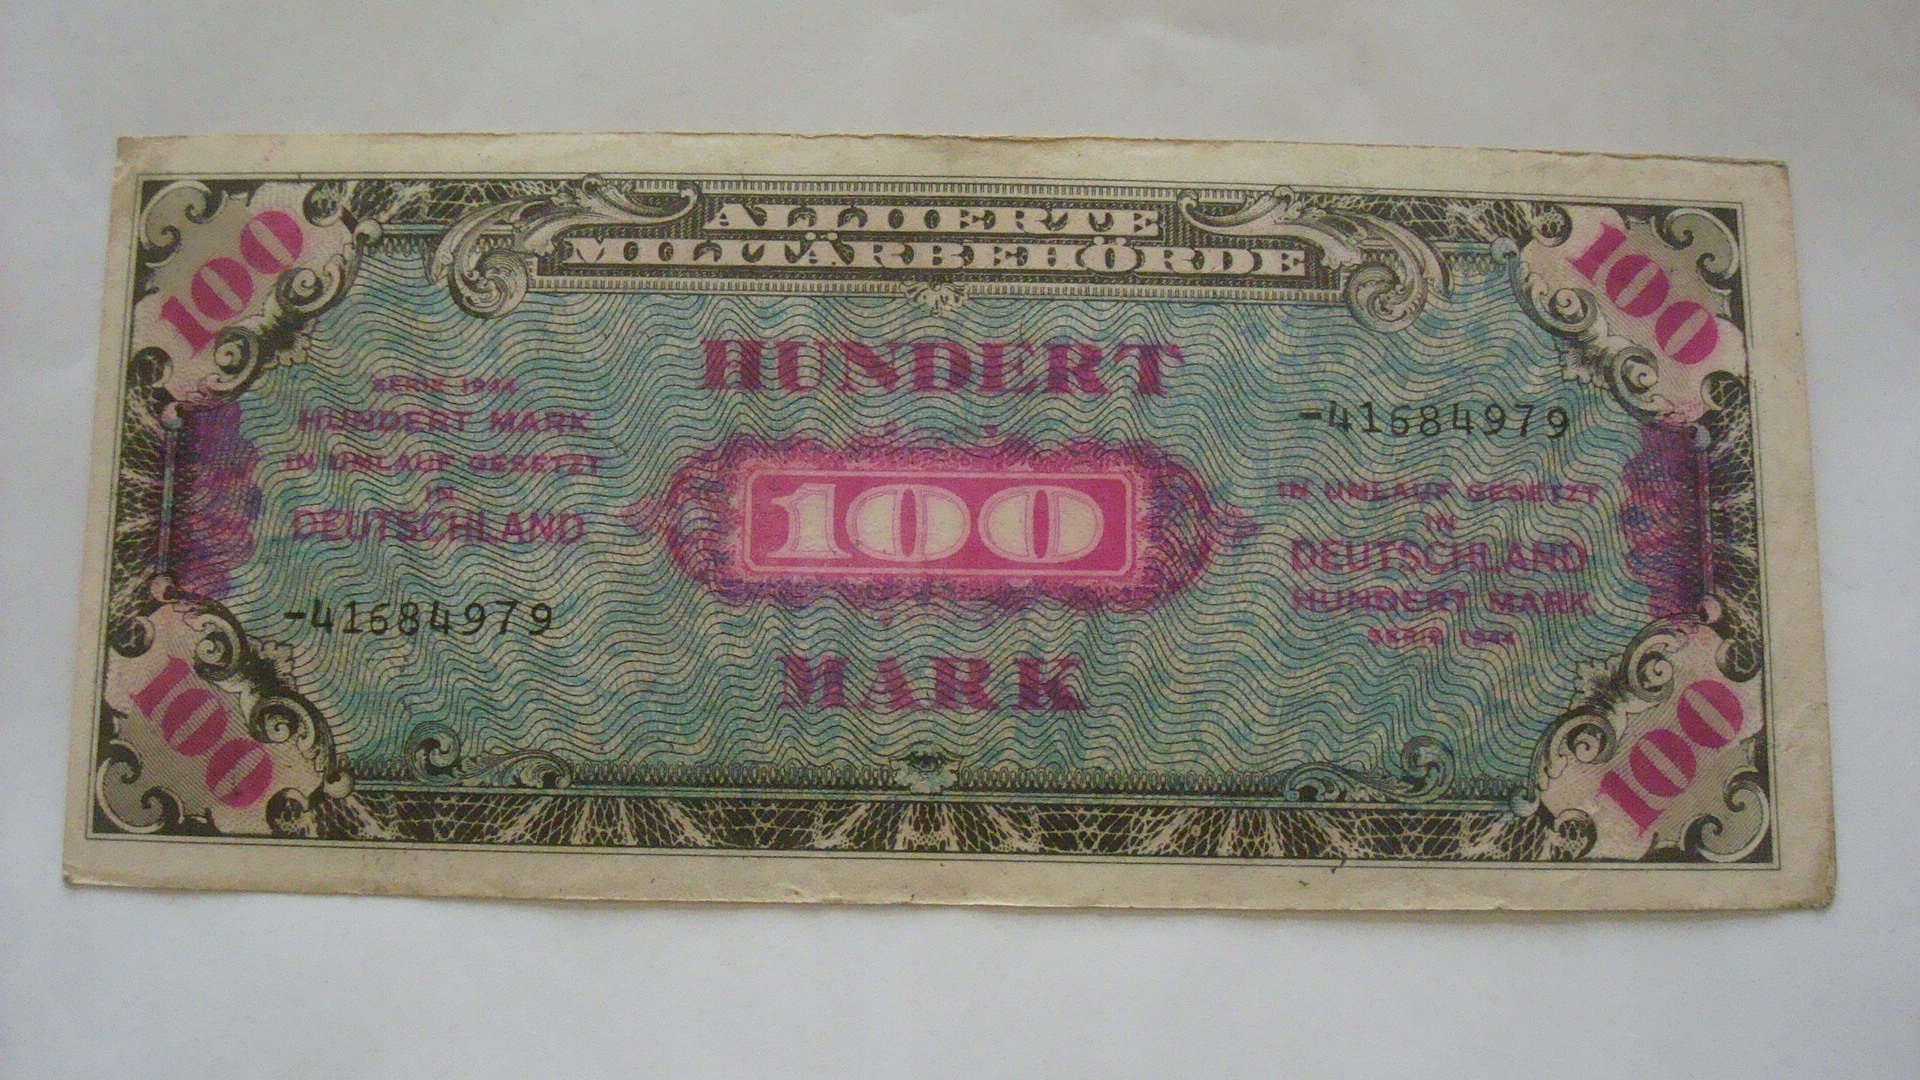 100
ALLIIERTE
MILITÄRBEHÖRDE
100
HUNDERT
SERIE 1944
HUNDERT MARK
IN UMLAUF GESETZT
IN
DEUTSCHLAND
-41684979
100
-41684979
IN UMLAUF GESETZT
IN
DEUTSCHLAND
HUNDERT MARK
SERIE 1944
MARK
100
100